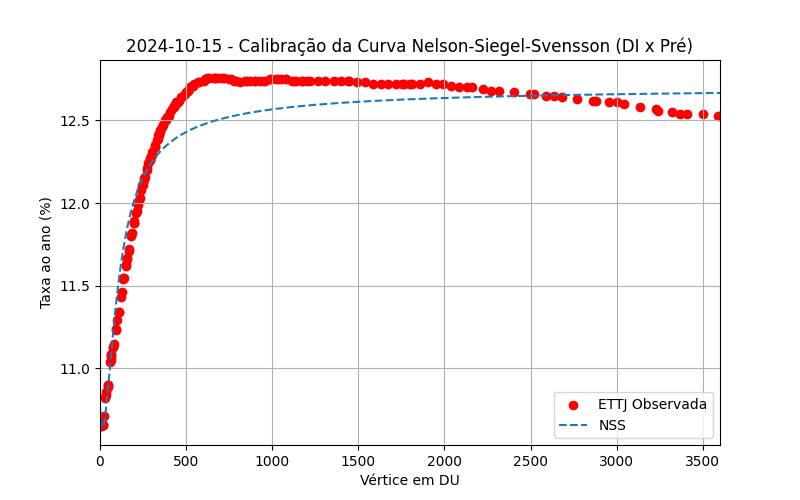 2024-10-15 - Calibração da Curva Nelson-Siegel-Svensson (DI x Pré)
Taxa ao ano (%)
12.5
12.0
11.5
11.0
ETTJ Observada
NSS
0 500 1000 1500 2000 2500 3000 3500
Vértice em DU